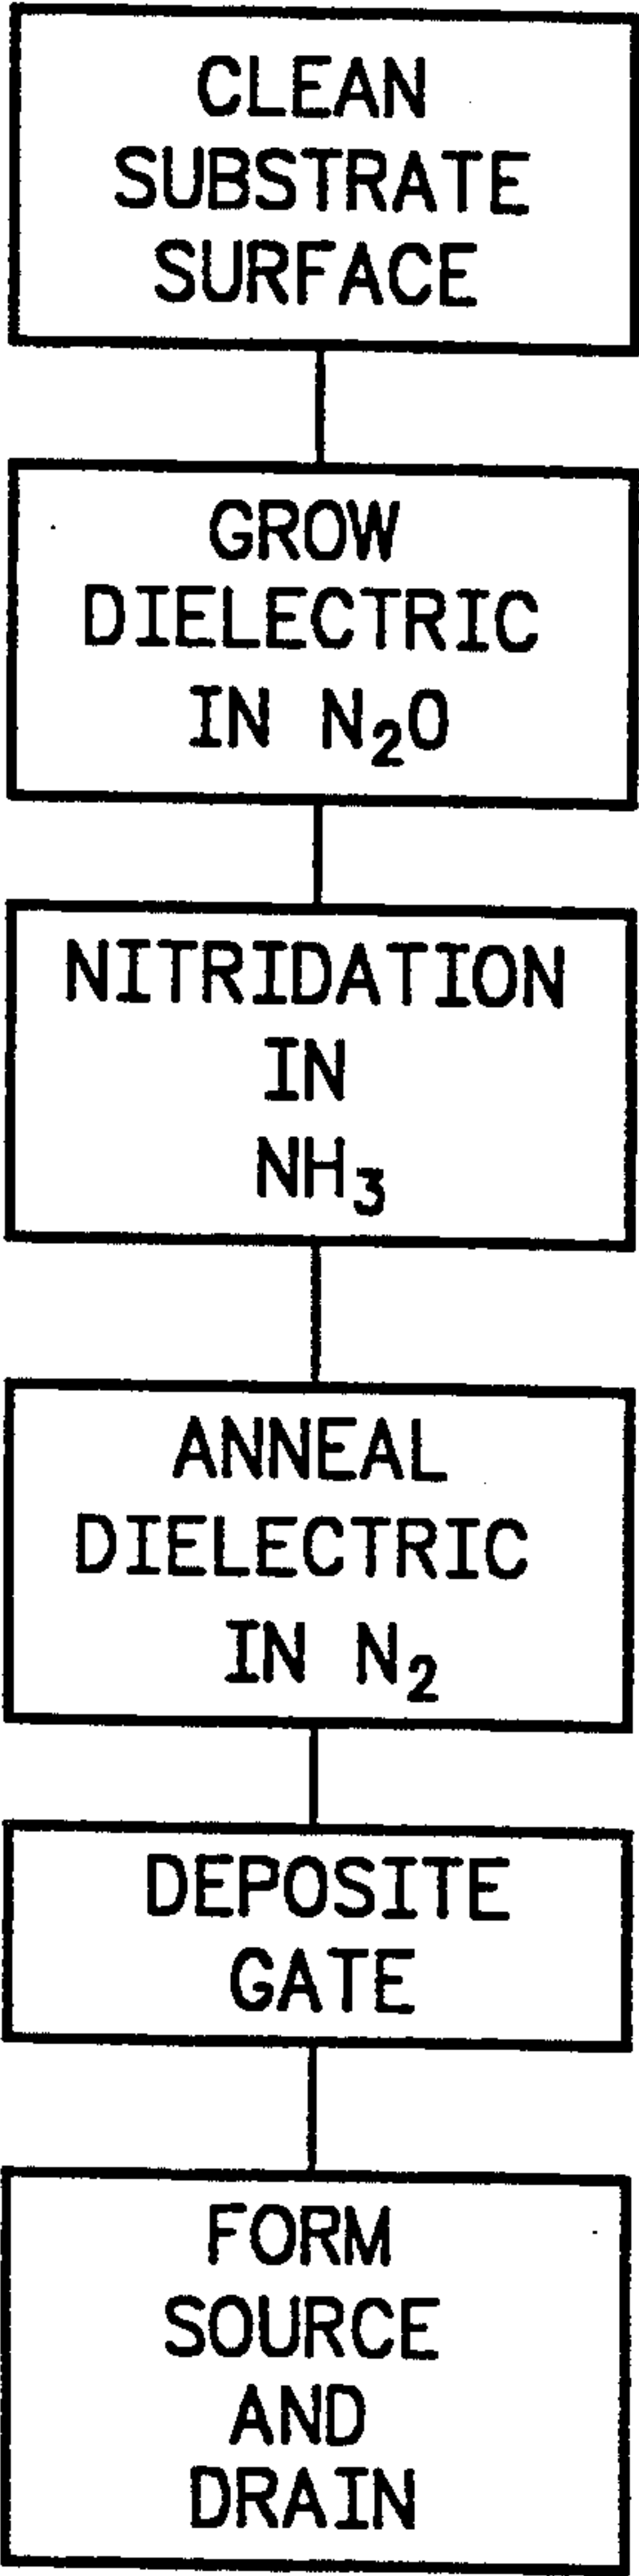 CLEAN
SUBSTRATE
SURFACE
GROW
DIELECTRIC
IN N₂O
NITRIDATION
IN
NH₃
ANNEAL
DIELECTRIC
IN N₂
DEPOSITE
GATE
FORM
SOURCE
AND
DRAIN